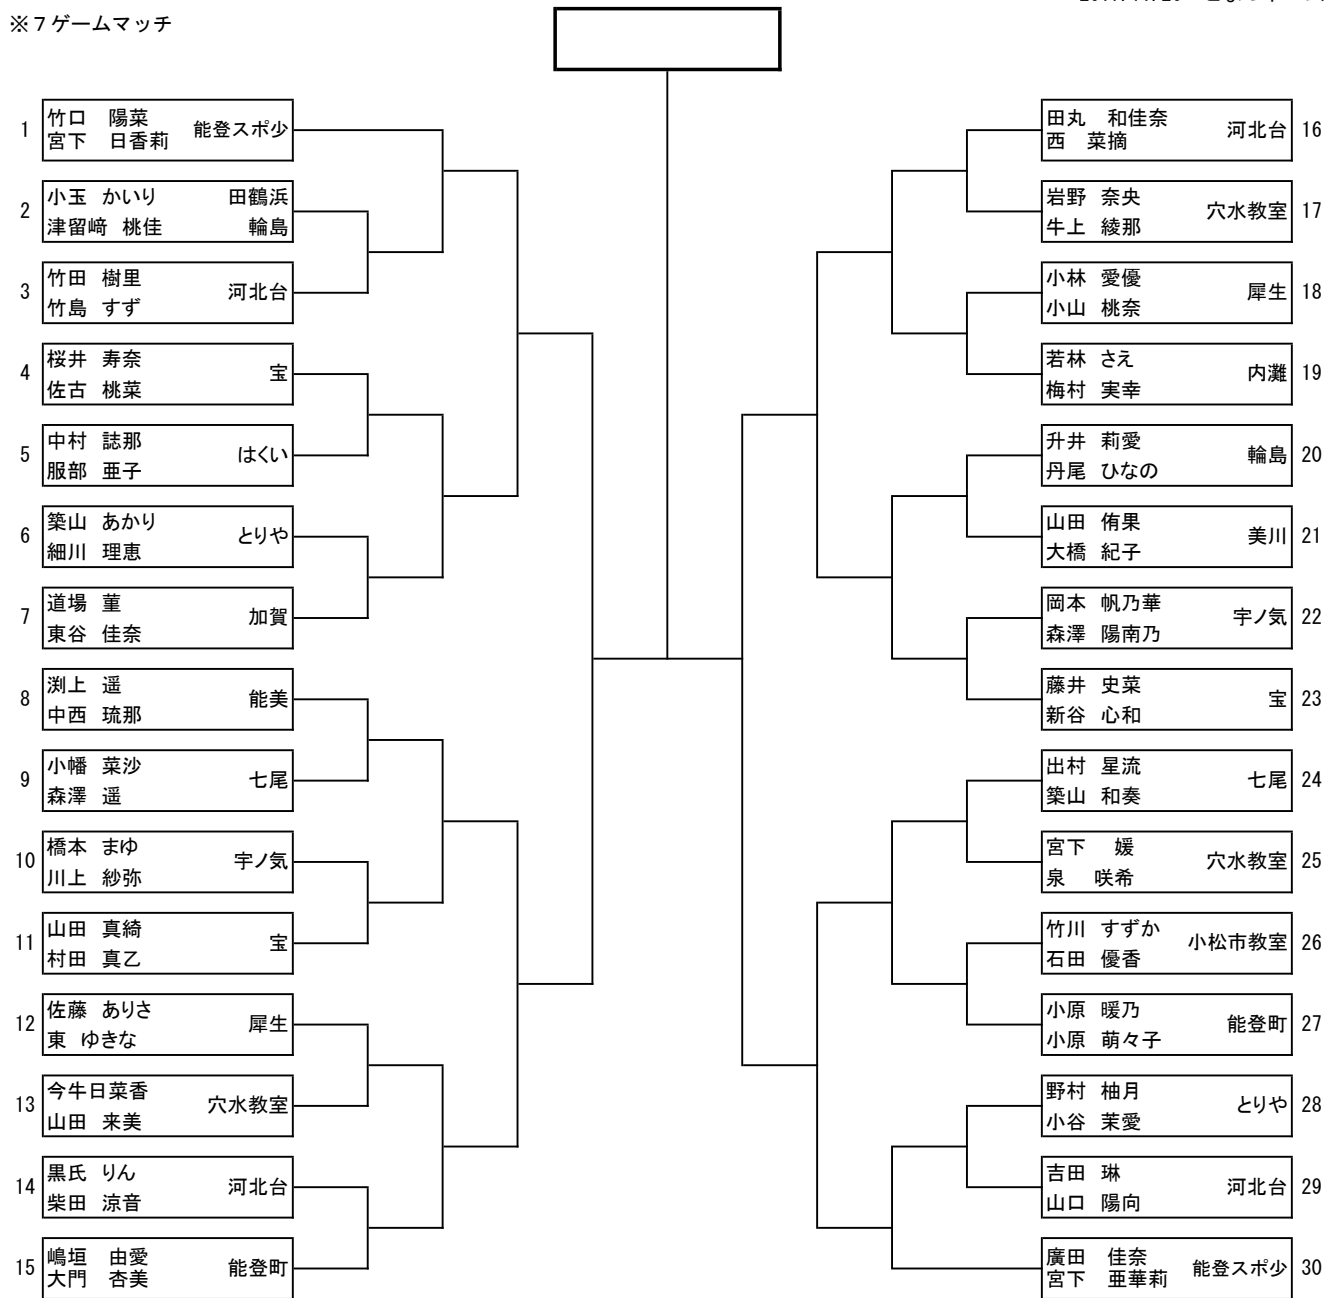 ※７ゲームマッチ
1 竹口 陽菜 能登スポ少
宮下 日香莉
2 小玉 かいり 田鶴浜
津留﨑 桃佳 輪島
3 竹田 樹里 河北台
竹島 すず
4 桜井 寿奈 宝
佐古 桃菜
5 中村 誌那 はくい
服部 亜子
6 築山 あかり とりや
細川 理恵
7 道場 菫 加賀
東谷 佳奈
8 渕上 遥 能美
中西 琉那
9 小幡 菜沙 七尾
森澤 遥
10 橋本 まゆ 宇ノ気
川上 紗弥
11 山田 真綺 宝
村田 真乙
12 佐藤 ありさ 犀生
東 ゆきな
13 今牛日菜香 穴水教室
山田 来美
14 黒氏 りん 河北台
柴田 涼音
15 嶋垣 由愛 能登町
大門 杏美
田丸 和佳奈 河北台 16
西 菜摘
岩野 奈央 穴水教室 17
牛上 綾那
小林 愛優 犀生 18
小山 桃奈
若林 さえ 内灘 19
梅村 実幸
升井 莉愛 輪島 20
丹尾 ひなの
山田 侑果 美川 21
大橋 紀子
岡本 帆乃華 宇ノ気 22
森澤 陽南乃
藤井 史菜 宝 23
新谷 心和
出村 星流 七尾 24
築山 和奏
宮下 媛 穴水教室 25
泉 咲希
竹川 すずか 小松市教室 26
石田 優香
小原 暖乃 能登町 27
小原 萌々子
野村 柚月 とりや 28
小谷 茉愛
吉田 琳 河北台 29
山口 陽向
廣田 佳奈 能登スポ少 30
宮下 亜華莉